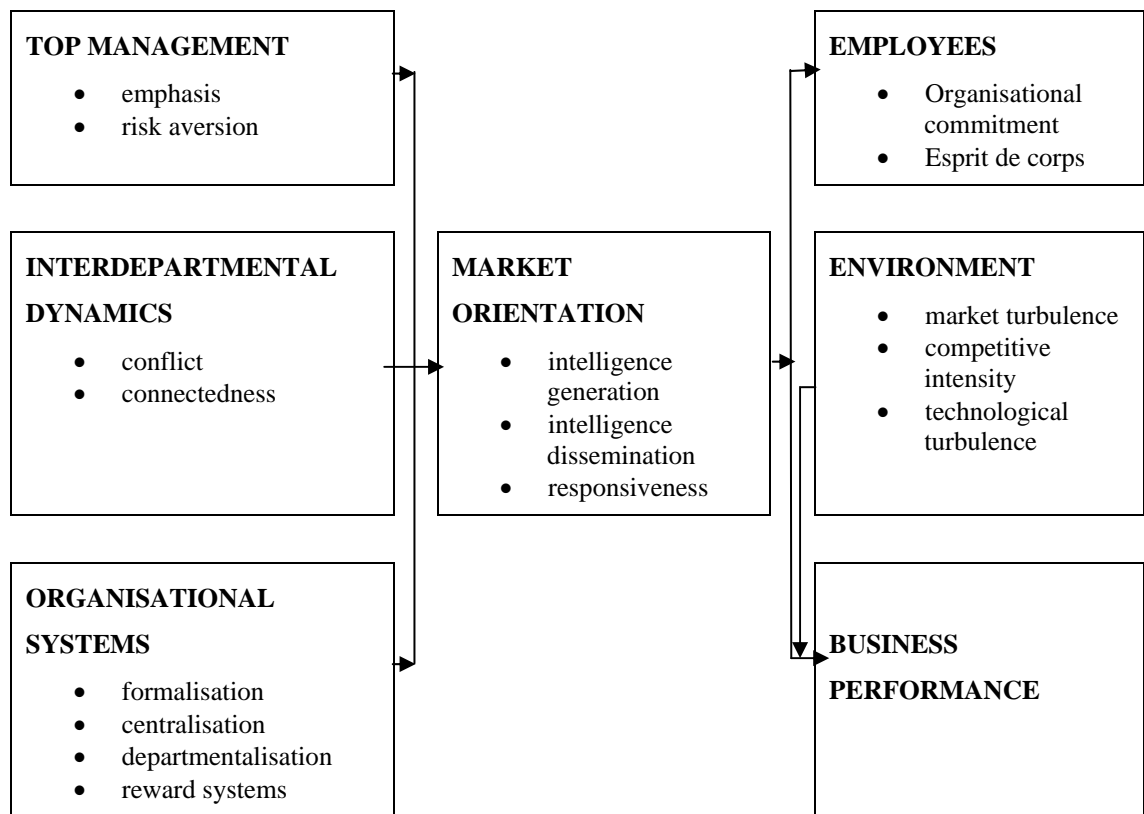 TOP MANAGEMENT
• emphasis
• risk aversion
INTERDEPARTMENTAL
DYNAMICS
• conflict
• connectedness
ORGANISATIONAL
SYSTEMS
• formalisation
• centralisation
• departmentalisation
• reward systems
MARKET
ORIENTATION
• intelligence
generation
• intelligence
dissemination
• responsiveness
EMPLOYEES
• Organisational
commitment
• Esprit de corps
ENVIRONMENT
• market turbulence
• competitive
intensity
• technological
turbulence
BUSINESS
PERFORMANCE